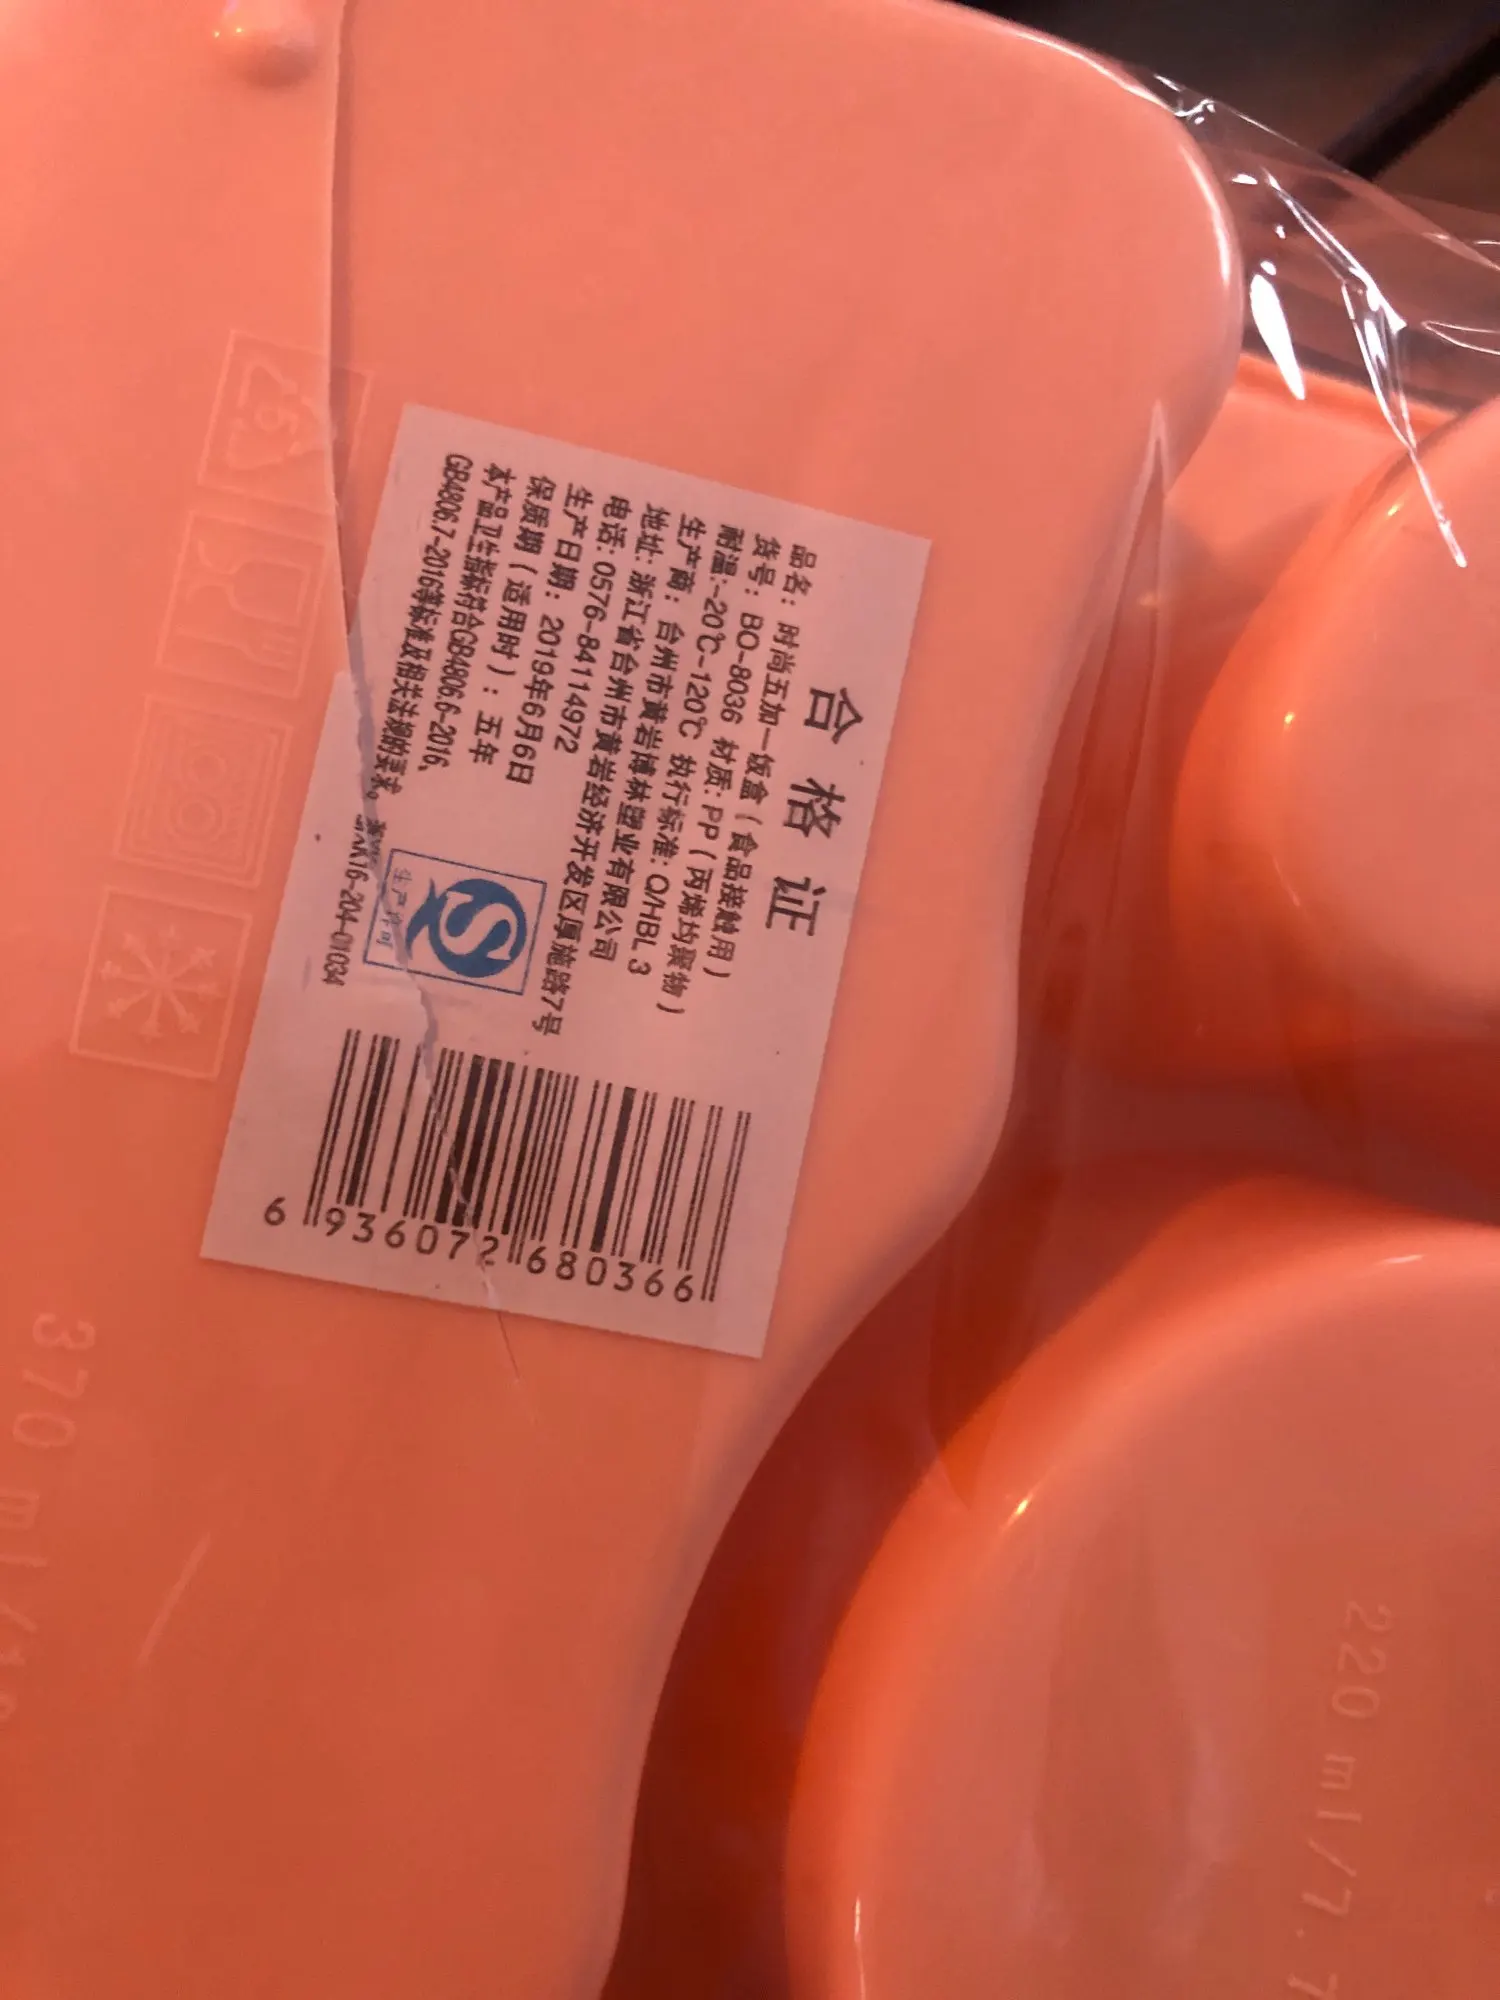 合格证
品名：时尚五加一饭盒（食品接触用）
货号：BO-8036 材质：PP（丙烯均聚物）
耐温：-20℃-120℃ 执行标准：Q/HBL 3
生产商：台州市黄岩博林塑业有限公司
地址：浙江省台州市黄岩经济开发区厚施路7号
电话：0576-84114972
生产日期：2019年6月6日
保质期（适用时）：五年
本产品卫生指标符合GB4806.6-2016、
GB4806.7-2016等标准及相关法规的要求。
QS
生产许可
16-204-01034
6 936072 680366
370 ml/
220 ml/7.7